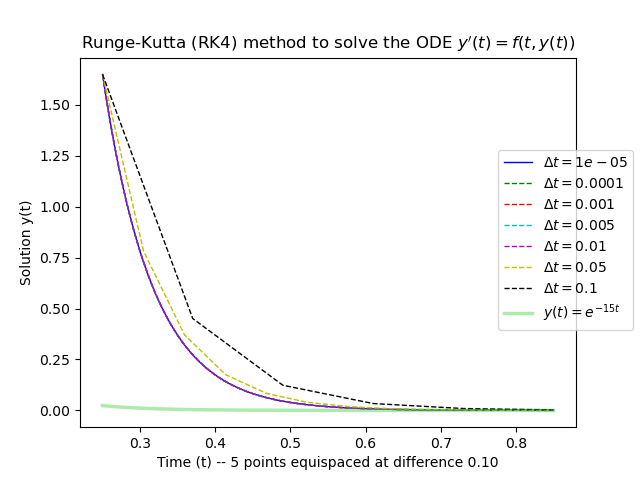 Runge-Kutta (RK4) method to solve the ODE y′(t) = f(t, y(t))
Solution y(t)
1.50
1.25
1.00
0.75
0.50
0.25
0.00
0.3 0.4 0.5 0.6 0.7 0.8
Time (t) -- 5 points equispaced at difference 0.10
Δt = 1e − 05
Δt = 0.0001
Δt = 0.001
Δt = 0.005
Δt = 0.01
Δt = 0.05
Δt = 0.1
y(t) = e⁻¹⁵ᵗ